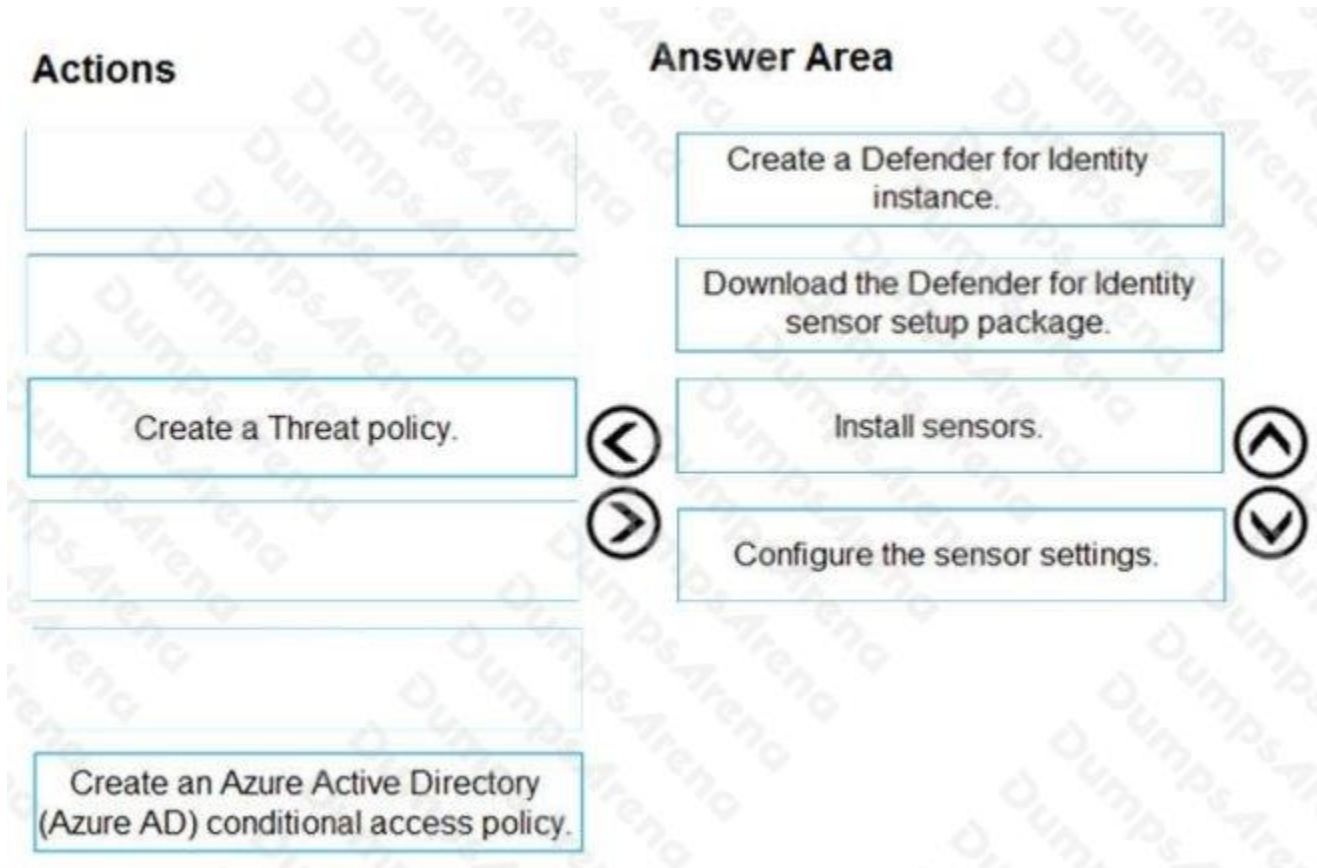 Actions
Answer Area
Create a Defender for Identity
instance.
Download the Defender for Identity
sensor setup package.
Create a Threat policy.
Install sensors.
Configure the sensor settings.
Create an Azure Active Directory
(Azure AD) conditional access policy.
DumpsArena